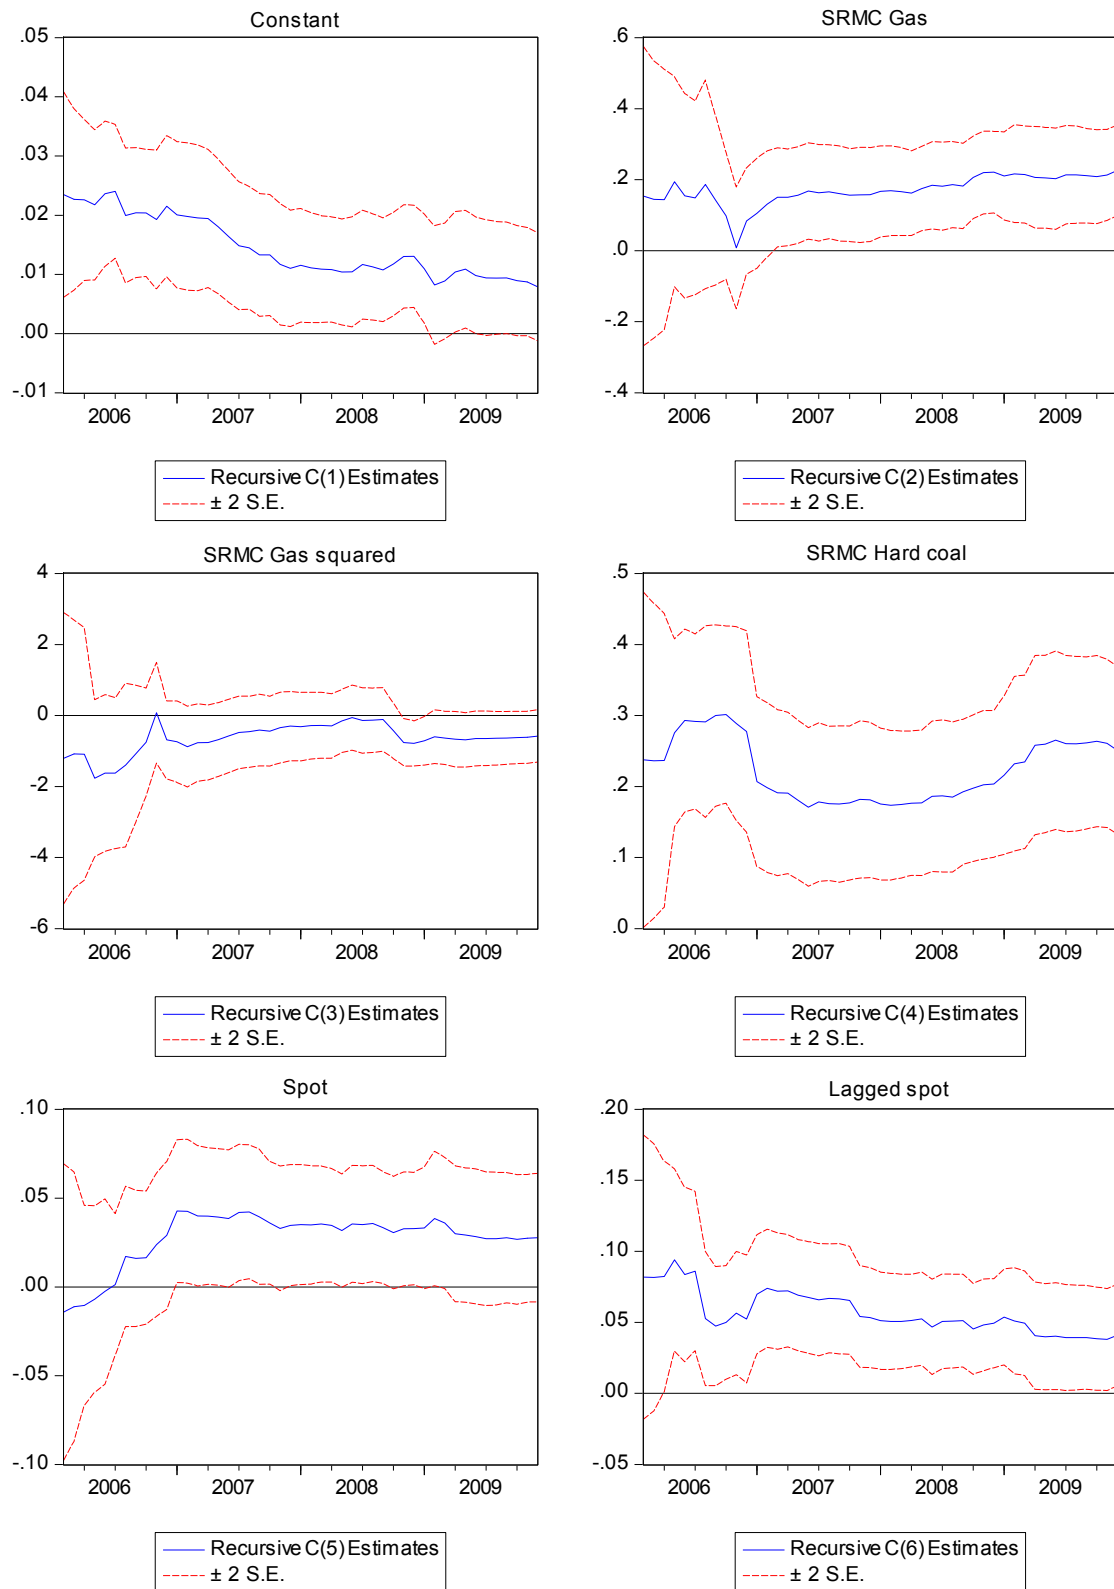 Constant
.05
.04
.03
.02
.01
.00
-.01
2006 2007 2008 2009
Recursive C(1) Estimates
± 2 S.E.
SRMC Gas
.6
.4
.2
.0
-.2
-.4
2006 2007 2008 2009
Recursive C(2) Estimates
± 2 S.E.
SRMC Gas squared
4
2
0
-2
-4
-6
2006 2007 2008 2009
Recursive C(3) Estimates
± 2 S.E.
SRMC Hard coal
.5
.4
.3
.2
.1
.0
2006 2007 2008 2009
Recursive C(4) Estimates
± 2 S.E.
Spot
.10
.05
.00
-.05
-.10
2006 2007 2008 2009
Recursive C(5) Estimates
± 2 S.E.
Lagged spot
.20
.15
.10
.05
.00
-.05
2006 2007 2008 2009
Recursive C(6) Estimates
± 2 S.E.